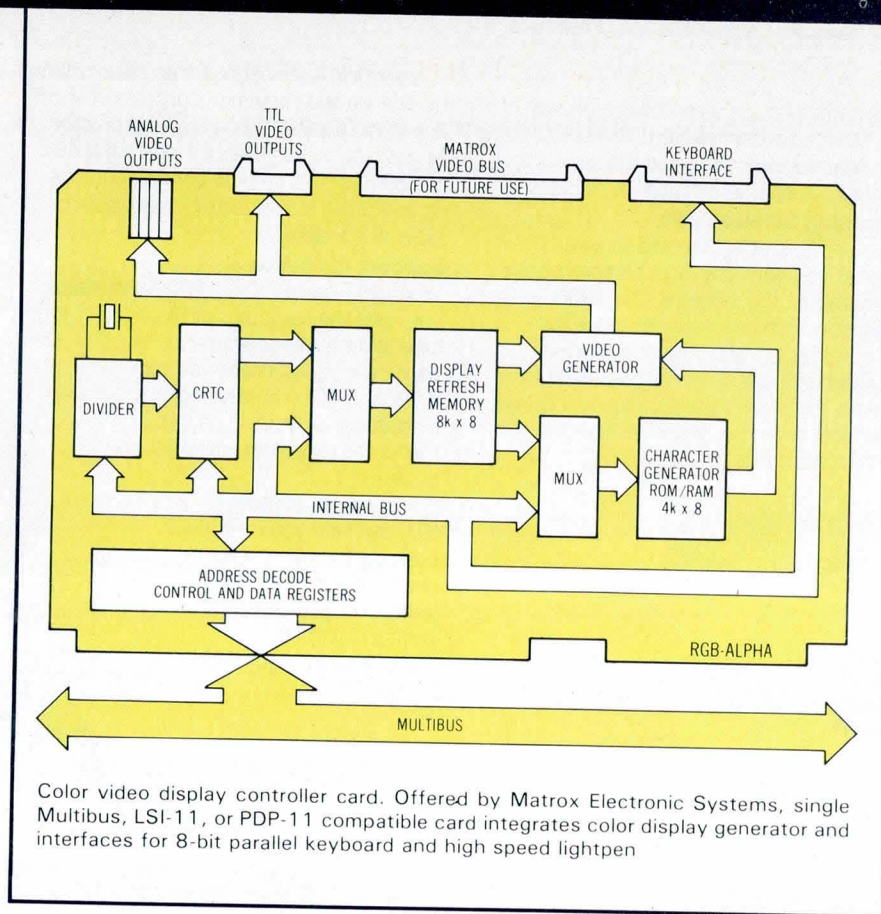 ANALOG
VIDEO
OUTPUTS
TTL
VIDEO
OUTPUTS
MATROX
VIDEO BUS
(FOR FUTURE USE)
KEYBOARD
INTERFACE
DIVIDER
CRTC
MUX
DISPLAY
REFRESH
MEMORY
8k x 8
VIDEO
GENERATOR
MUX
CHARACTER
GENERATOR
ROM/RAM
4k x 8
INTERNAL BUS
ADDRESS DECODE
CONTROL AND DATA REGISTERS
RGB-ALPHA
MULTIBUS
Color video display controller card. Offered by Matrox Electronic Systems, single
Multibus, LSI-11, or PDP-11 compatible card integrates color display generator and
interfaces for 8-bit parallel keyboard and high speed lightpen